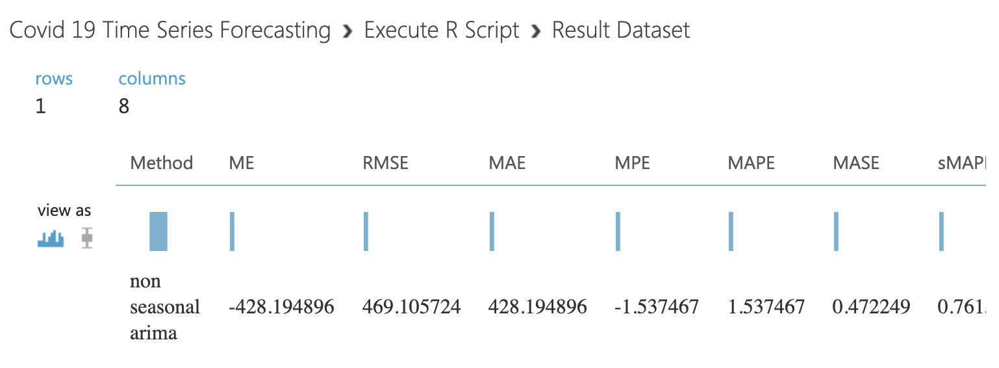 Covid 19 Time Series Forecasting › Execute R Script › Result Dataset
rows columns
1 8
Method ME RMSE MAE MPE MAPE MASE sMAP
view as
non
seasonal -428.194896 469.105724 428.194896 -1.537467 1.537467 0.472249 0.761
arima